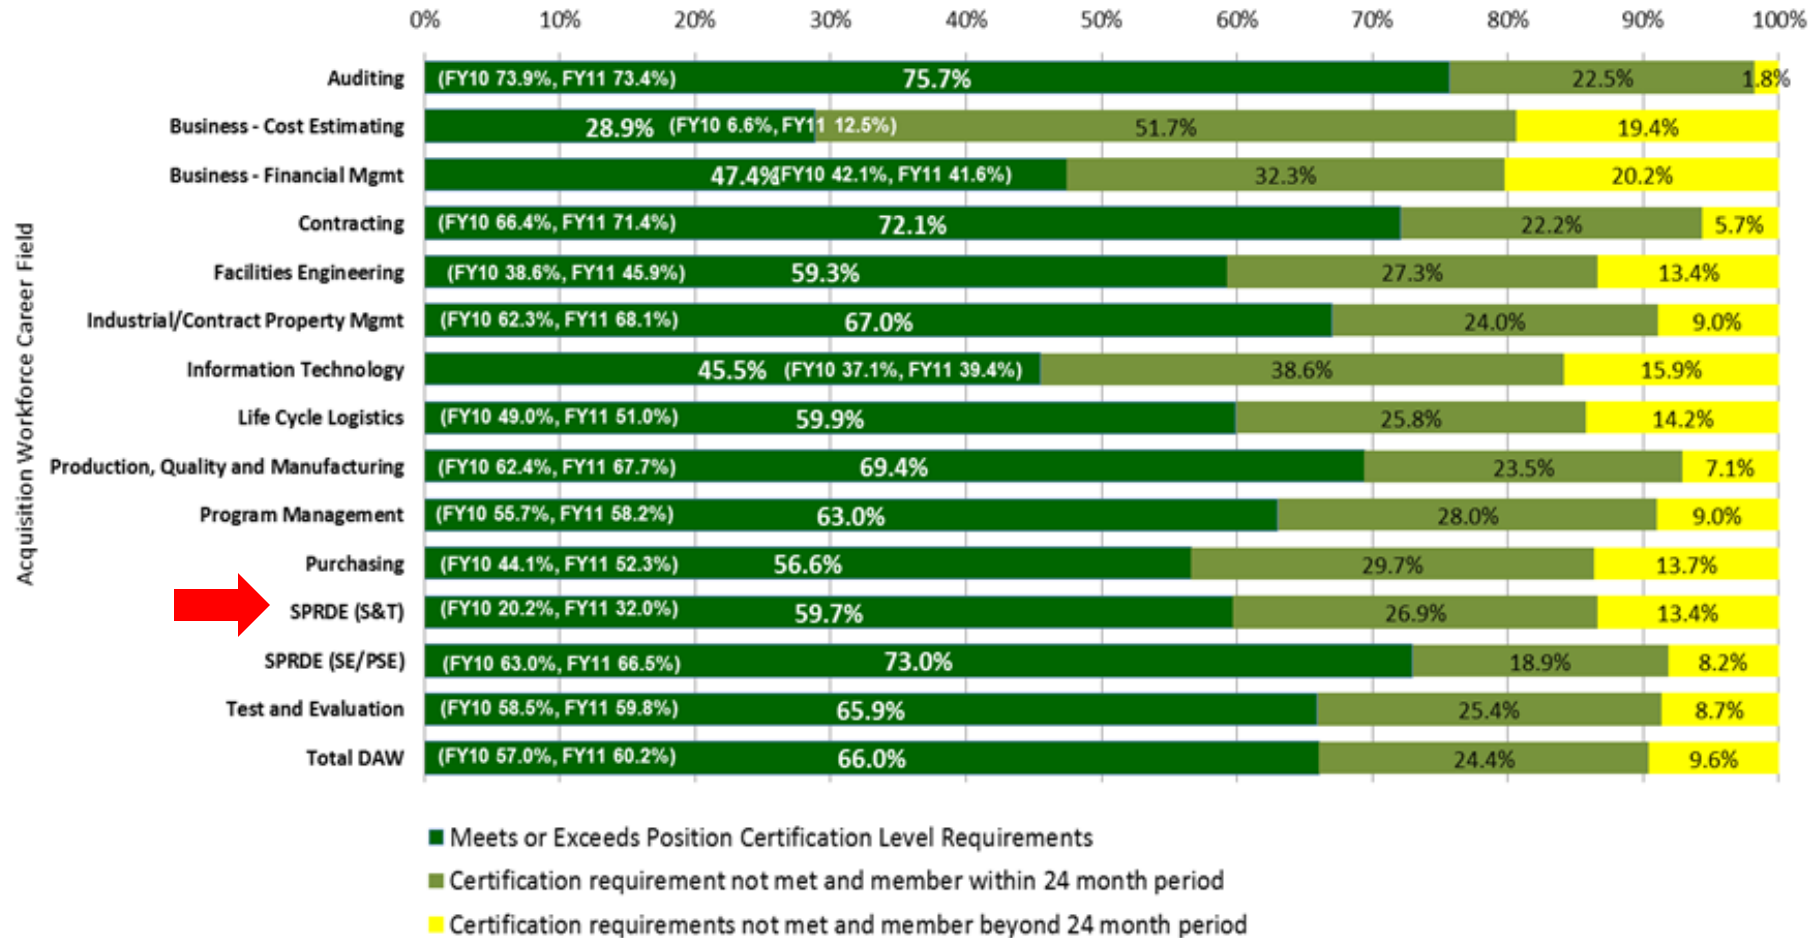 0% 10% 20% 30% 40% 50% 60% 70% 80% 90% 100%
Acquisition Workforce Career Field
Auditing (FY10 73.9%, FY11 73.4%) 75.7% 22.5% 1.8%
Business - Cost Estimating 28.9% (FY10 6.6%, FY11 12.5%) 51.7% 19.4%
Business - Financial Mgmt 47.4% (FY10 42.1%, FY11 41.6%) 32.3% 20.2%
Contracting (FY10 66.4%, FY11 71.4%) 72.1% 22.2% 5.7%
Facilities Engineering (FY10 38.6%, FY11 45.9%) 59.3% 27.3% 13.4%
Industrial/Contract Property Mgmt (FY10 62.3%, FY11 68.1%) 67.0% 24.0% 9.0%
Information Technology 45.5% (FY10 37.1%, FY11 39.4%) 38.6% 15.9%
Life Cycle Logistics (FY10 49.0%, FY11 51.0%) 59.9% 25.8% 14.2%
Production, Quality and Manufacturing (FY10 62.4%, FY11 67.7%) 69.4% 23.5% 7.1%
Program Management (FY10 55.7%, FY11 58.2%) 63.0% 28.0% 9.0%
Purchasing (FY10 44.1%, FY11 52.3%) 56.6% 29.7% 13.7%
SPRDE (S&T) (FY10 20.2%, FY11 32.0%) 59.7% 26.9% 13.4%
SPRDE (SE/PSE) (FY10 63.0%, FY11 66.5%) 73.0% 18.9% 8.2%
Test and Evaluation (FY10 58.5%, FY11 59.8%) 65.9% 25.4% 8.7%
Total DAW (FY10 57.0%, FY11 60.2%) 66.0% 24.4% 9.6%
Meets or Exceeds Position Certification Level Requirements
Certification requirement not met and member within 24 month period
Certification requirements not met and member beyond 24 month period